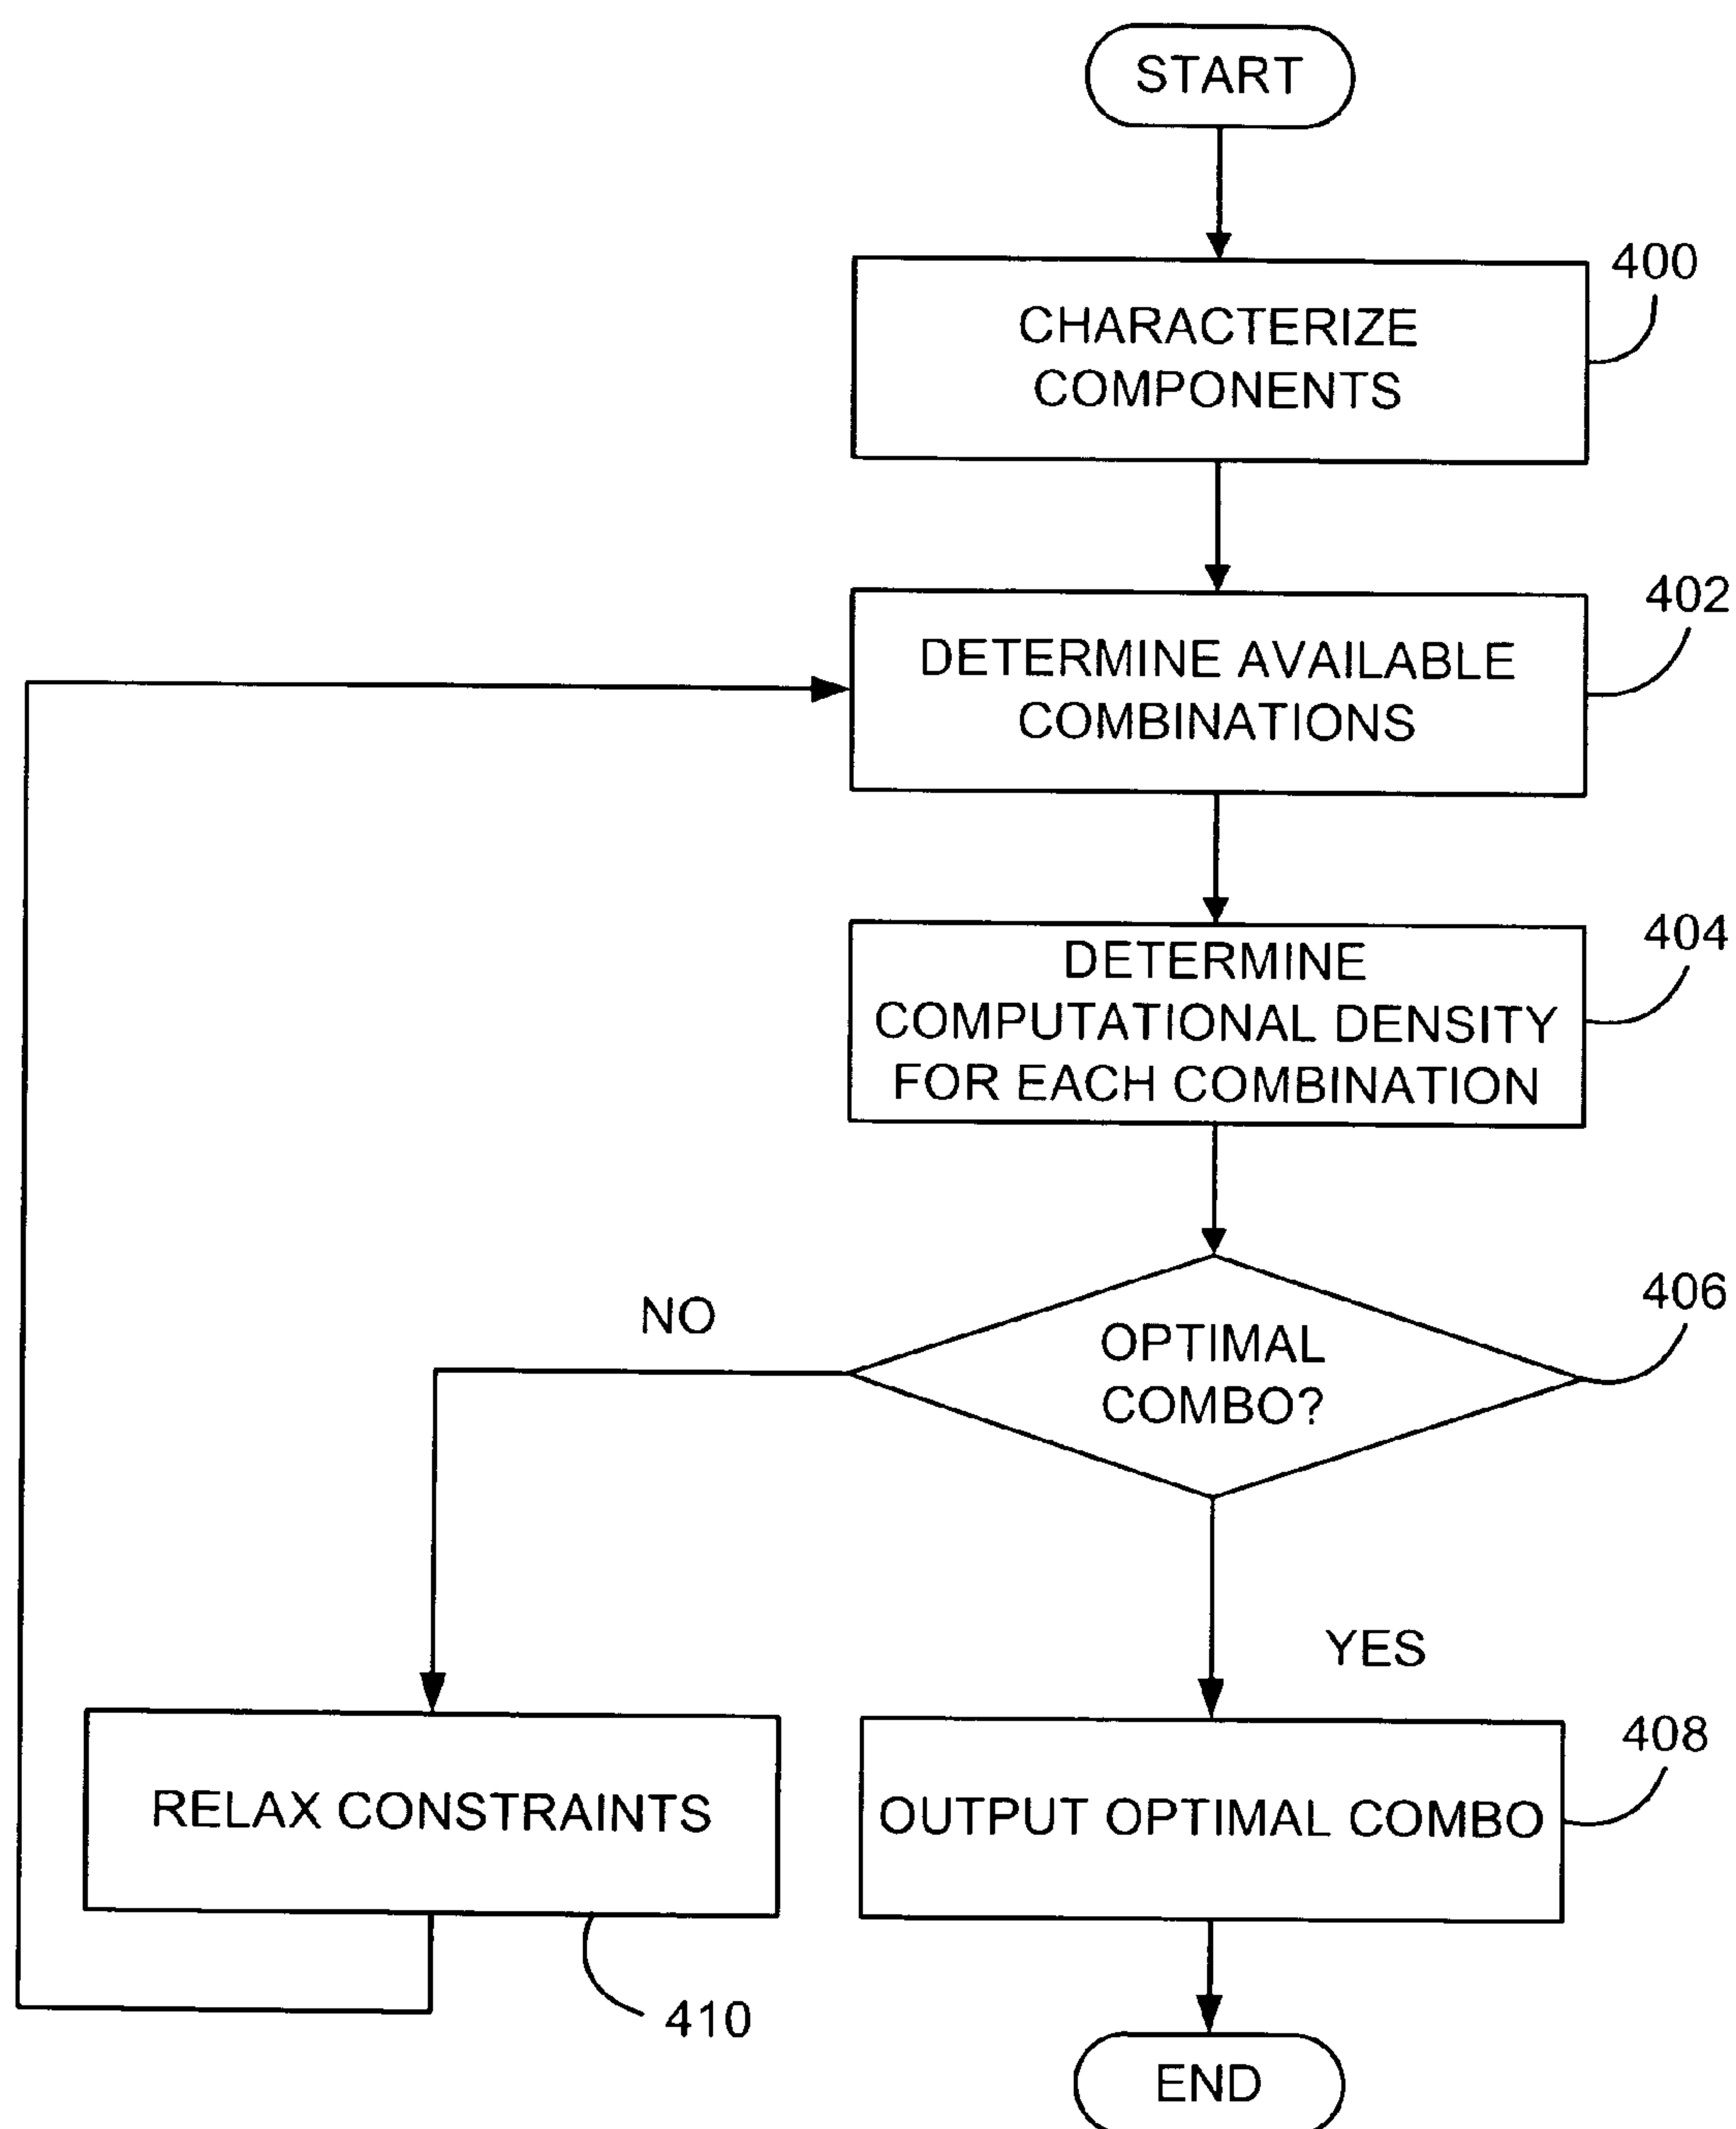 START
400
CHARACTERIZE
COMPONENTS
402
DETERMINE AVAILABLE
COMBINATIONS
404
DETERMINE
COMPUTATIONAL DENSITY
FOR EACH COMBINATION
406
NO
OPTIMAL
COMBO?
YES
408
RELAX CONSTRAINTS
OUTPUT OPTIMAL COMBO
410
END